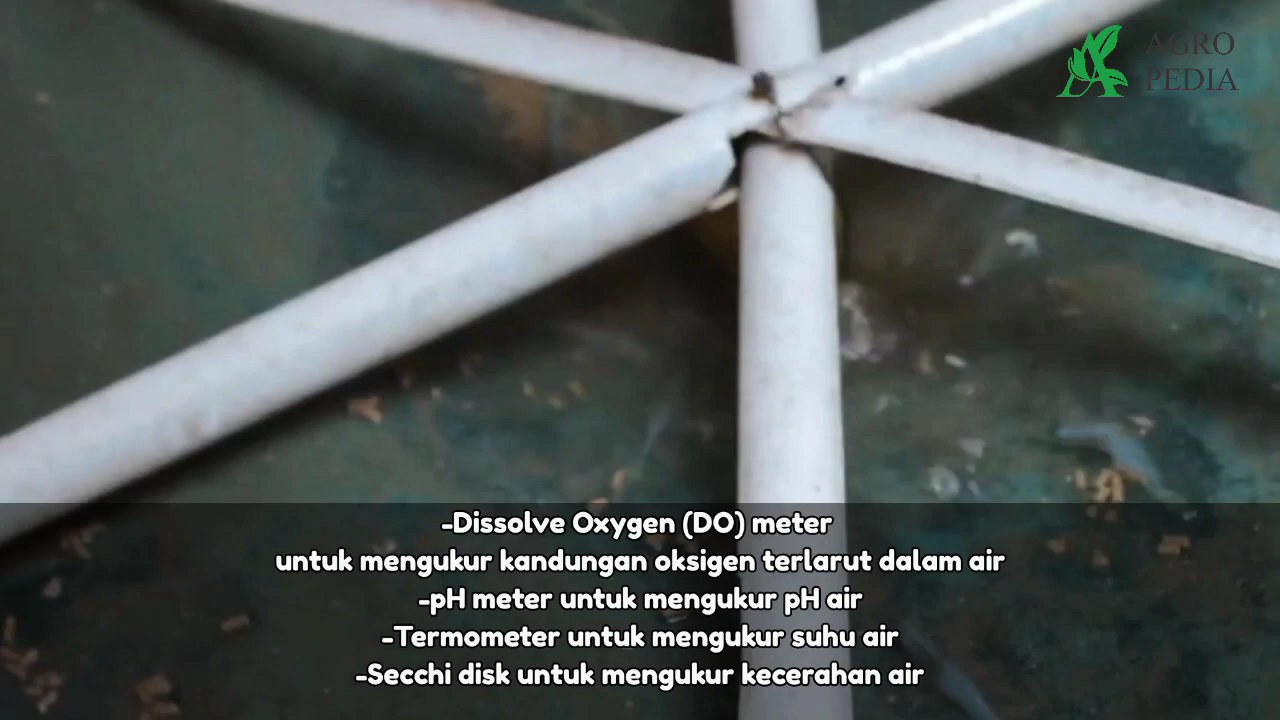 AGRO
PEDIA
-Dissolve Oxygen (DO) meter
untuk mengukur kandungan oksigen terlarut dalam air
-pH meter untuk mengukur pH air
-Termometer untuk mengukur suhu air
-Secchi disk untuk mengukur kecerahan air